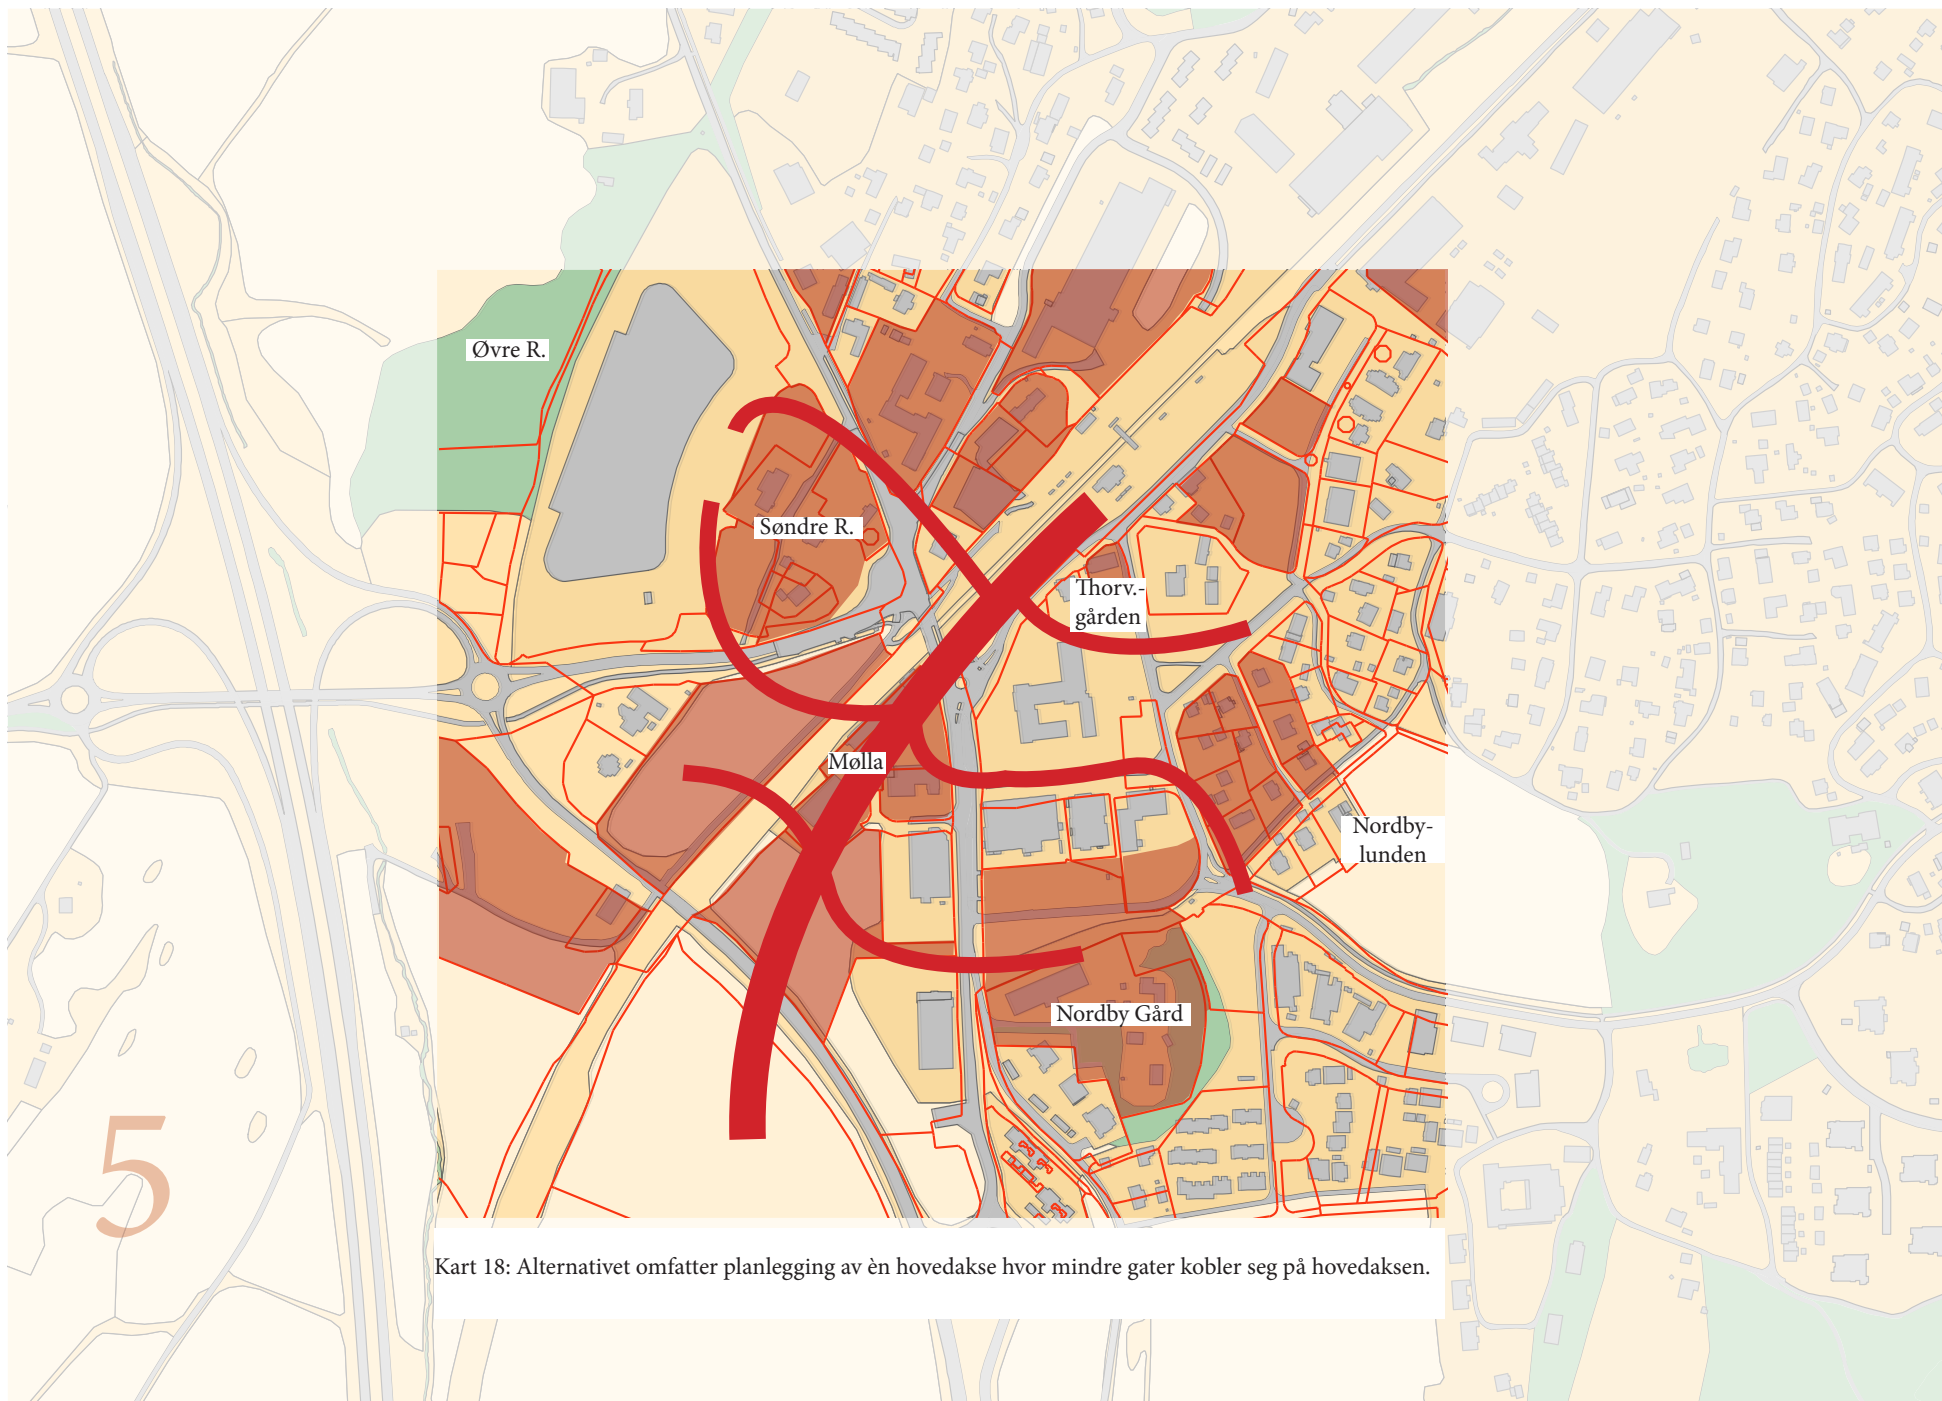 Øvre R.
Søndre R.
Thorv.-
gården
Mølla
Nordby-
lunden
Nordby Gård
5
Kart 18: Alternativet omfatter planlegging av èn hovedakse hvor mindre gater kobler seg på hovedaksen.